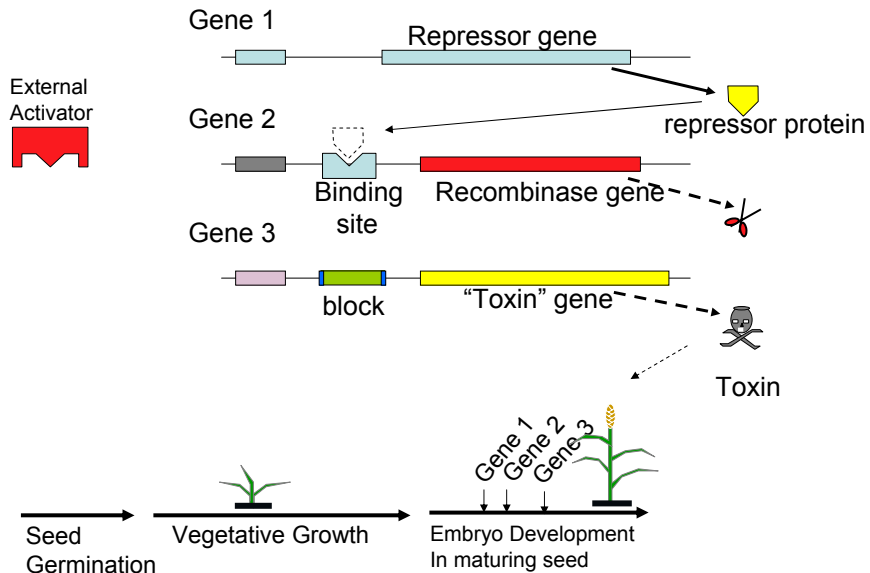 Gene 1
Repressor gene
External
Activator
repressor protein
Gene 2
Binding
site
Recombinase gene
Gene 3
block
“Toxin” gene
Toxin
Gene 1
Gene 2
Gene 3
Seed
Germination
Vegetative Growth
Embryo Development
In maturing seed